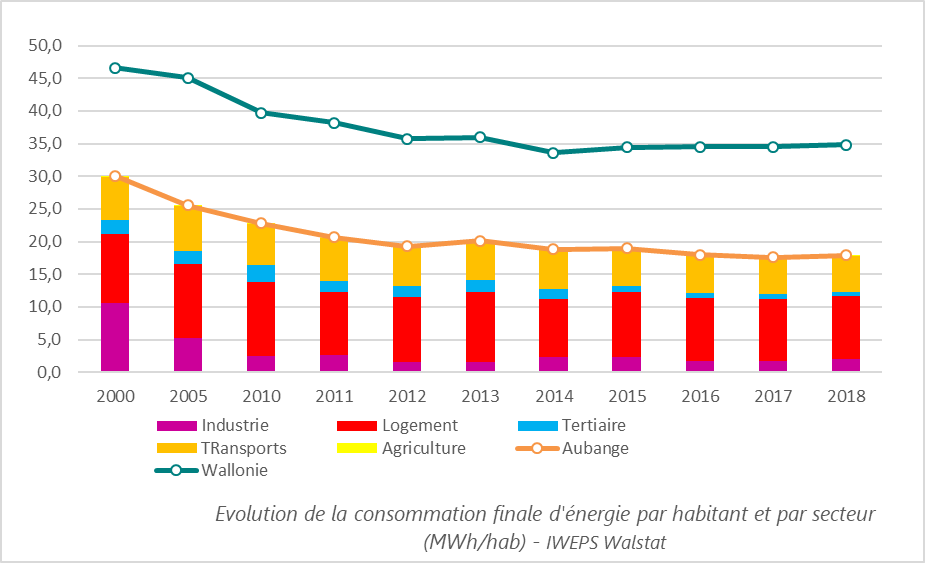 50,0
45,0
40,0
35,0
30,0
25,0
20,0
15,0
10,0
5,0
0,0
2000 2005 2010 2011 2012 2013 2014 2015 2016 2017 2018
Industrie Logement Tertiaire
TRansports Agriculture Aubange
Wallonie
Evolution de la consommation finale d'énergie par habitant et par secteur
(MWh/hab) - IWEPS Walstat